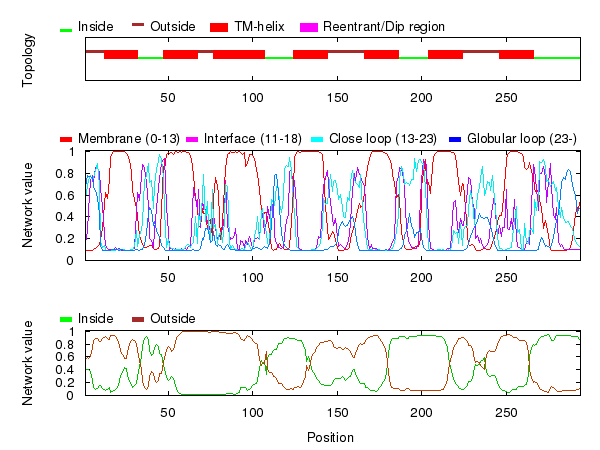 Inside Outside TM-helix Reentrant/Dip region
Topology
50 100 150 200 250
Membrane (0-13) Interface (11-18) Close loop (13-23) Globular loop (23-)
Network value
1
0.8
0.6
0.4
0.2
0
50 100 150 200 250
Inside Outside
Network value
1
0.8
0.6
0.4
0.2
0
50 100 150 200 250
Position